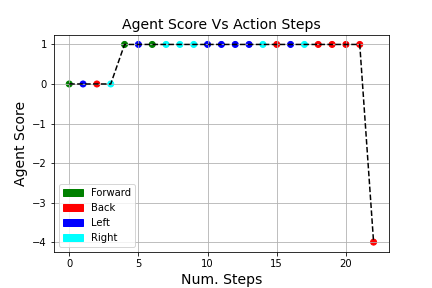 Agent Score Vs Action Steps
1
0
−1
−2
−3
−4
Agent Score
Forward
Back
Left
Right
0 5 10 15 20
Num. Steps